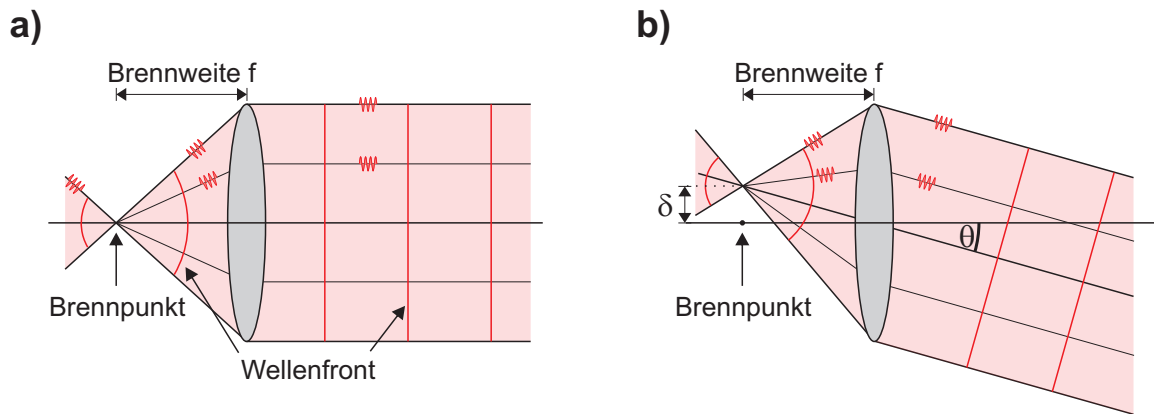 a)
Brennweite f
Brennpunkt
Wellenfront
b)
Brennweite f
δ
θ
Brennpunkt